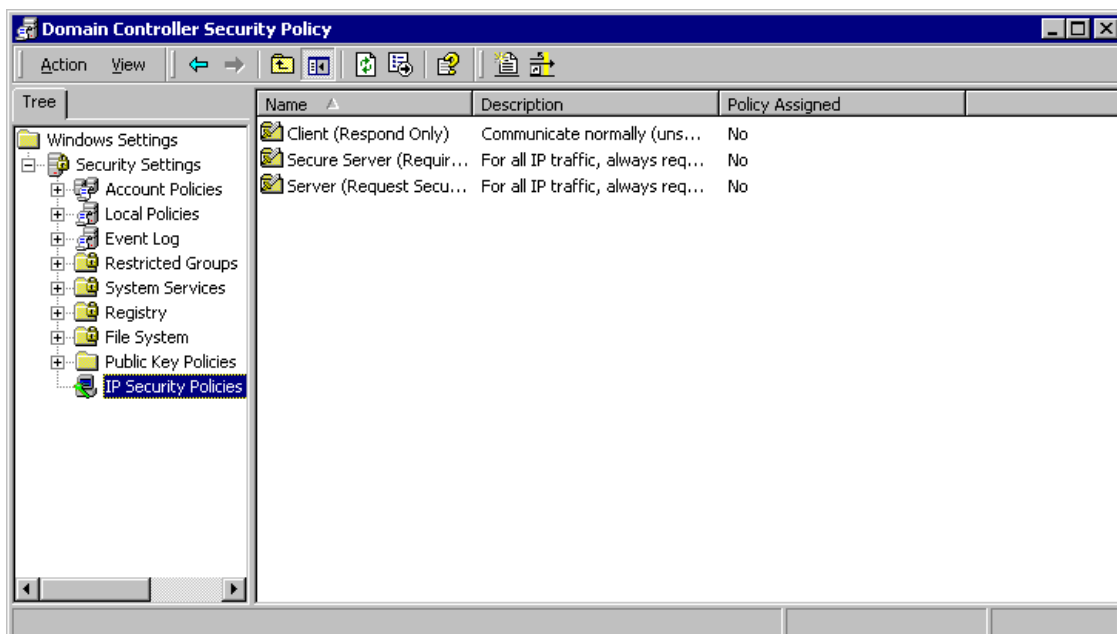 Domain Controller Security Policy
Action View
Tree
Name Description Policy Assigned
Windows Settings
Security Settings
Account Policies
Local Policies
Event Log
Restricted Groups
System Services
Registry
File System
Public Key Policies
IP Security Policies
Client (Respond Only) Communicate normally (uns... No
Secure Server (Requir... For all IP traffic, always req... No
Server (Request Secu... For all IP traffic, always req... No